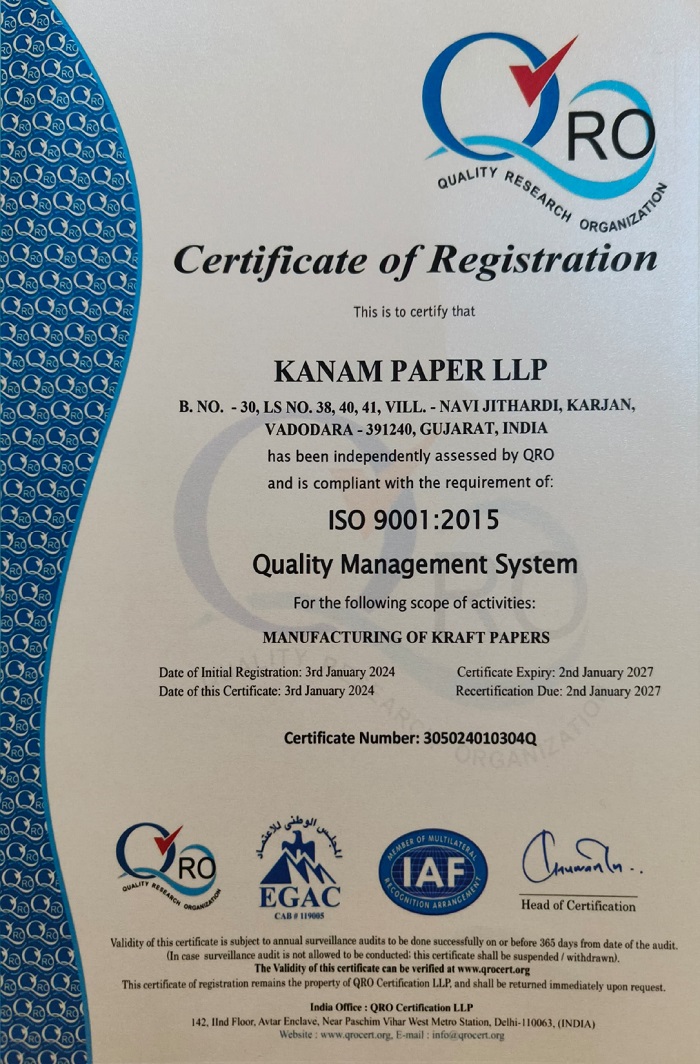 QRO
QUALITY RESEARCH ORGANIZATION
Certificate of Registration
This is to certify that
KANAM PAPER LLP
B. NO. - 30, LS NO. 38, 40, 41, VILL. - NAVI JITHARDI, KARJAN,
VADODARA - 391240, GUJARAT, INDIA
has been independently assessed by QRO
and is compliant with the requirement of:
ISO 9001:2015
Quality Management System
For the following scope of activities:
MANUFACTURING OF KRAFT PAPERS
Date of Initial Registration: 3rd January 2024 Certificate Expiry: 2nd January 2027
Date of this Certificate: 3rd January 2024 Recertification Due: 2nd January 2027
Certificate Number: 305024010304Q
QRO
QUALITY RESEARCH ORGANIZATION
المجلس الوطني للاعتماد
EGAC
CAB # 119005
MEMBER OF MULTILATERAL
IAF
RECOGNITION ARRANGEMENT
Head of Certification
Validity of this certificate is subject to annual surveillance audits to be done successfully on or before 365 days from date of the audit.
(In case surveillance audit is not allowed to be conducted; this certificate shall be suspended / withdrawn).
The Validity of this certificate can be verified at www.qrocert.org
This certificate of registration remains the property of QRO Certification LLP, and shall be returned immediately upon request.
India Office : QRO Certification LLP
142, IInd Floor, Avtar Enclave, Near Paschim Vihar West Metro Station, Delhi-110063, (INDIA)
Website : www.qrocert.org, E-mail : info@qrocert.org